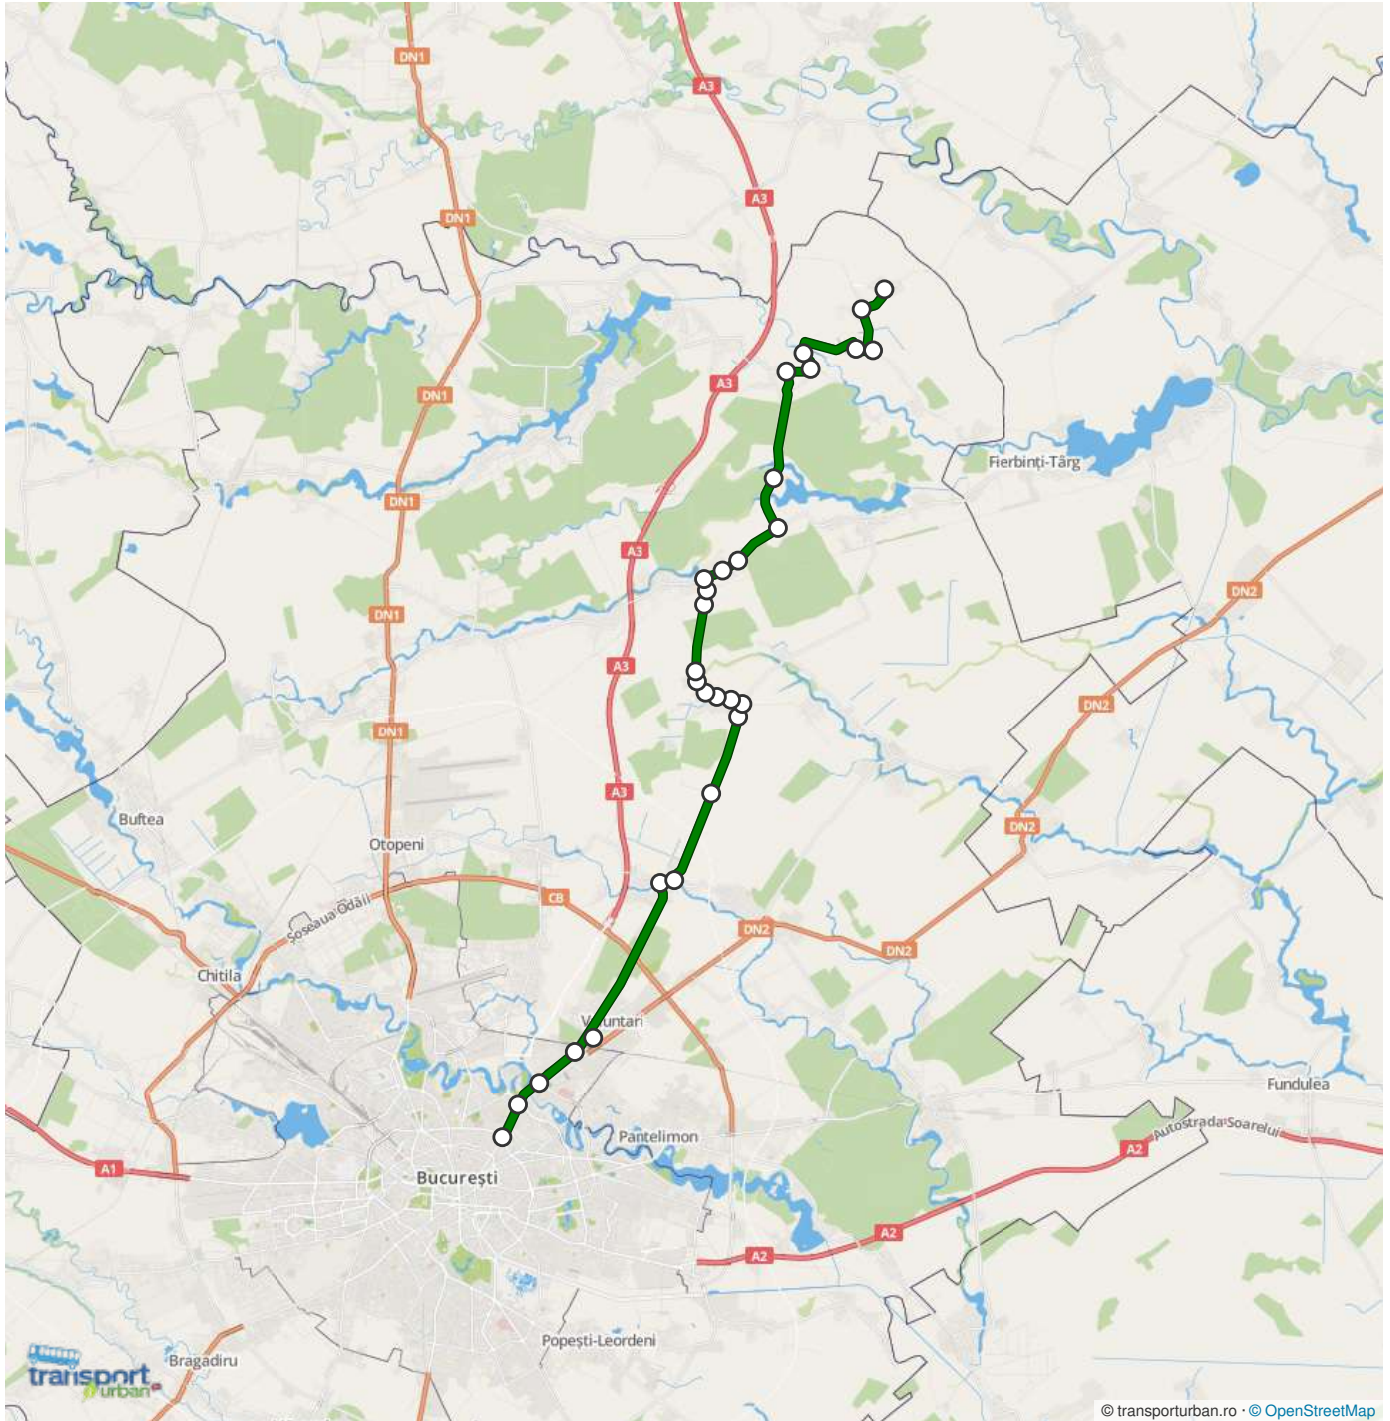 DN1
A3
A3
DN1
A3
DN1
Fierbinți-Târg
DN1
A3
DN2
DN1
A3
DN2
DN1
A3
Buftea
DN2
Otopeni
CB
Șoseaua Odăii
DN2
DN2
Chitila
Voluntari
Fundulea
Pantelimon
Autostrada Soarelui
A2
A1
București
A2
A2
Popești-Leordeni
Bragadiru
transport
urban
© transporturban.ro · © OpenStreetMap